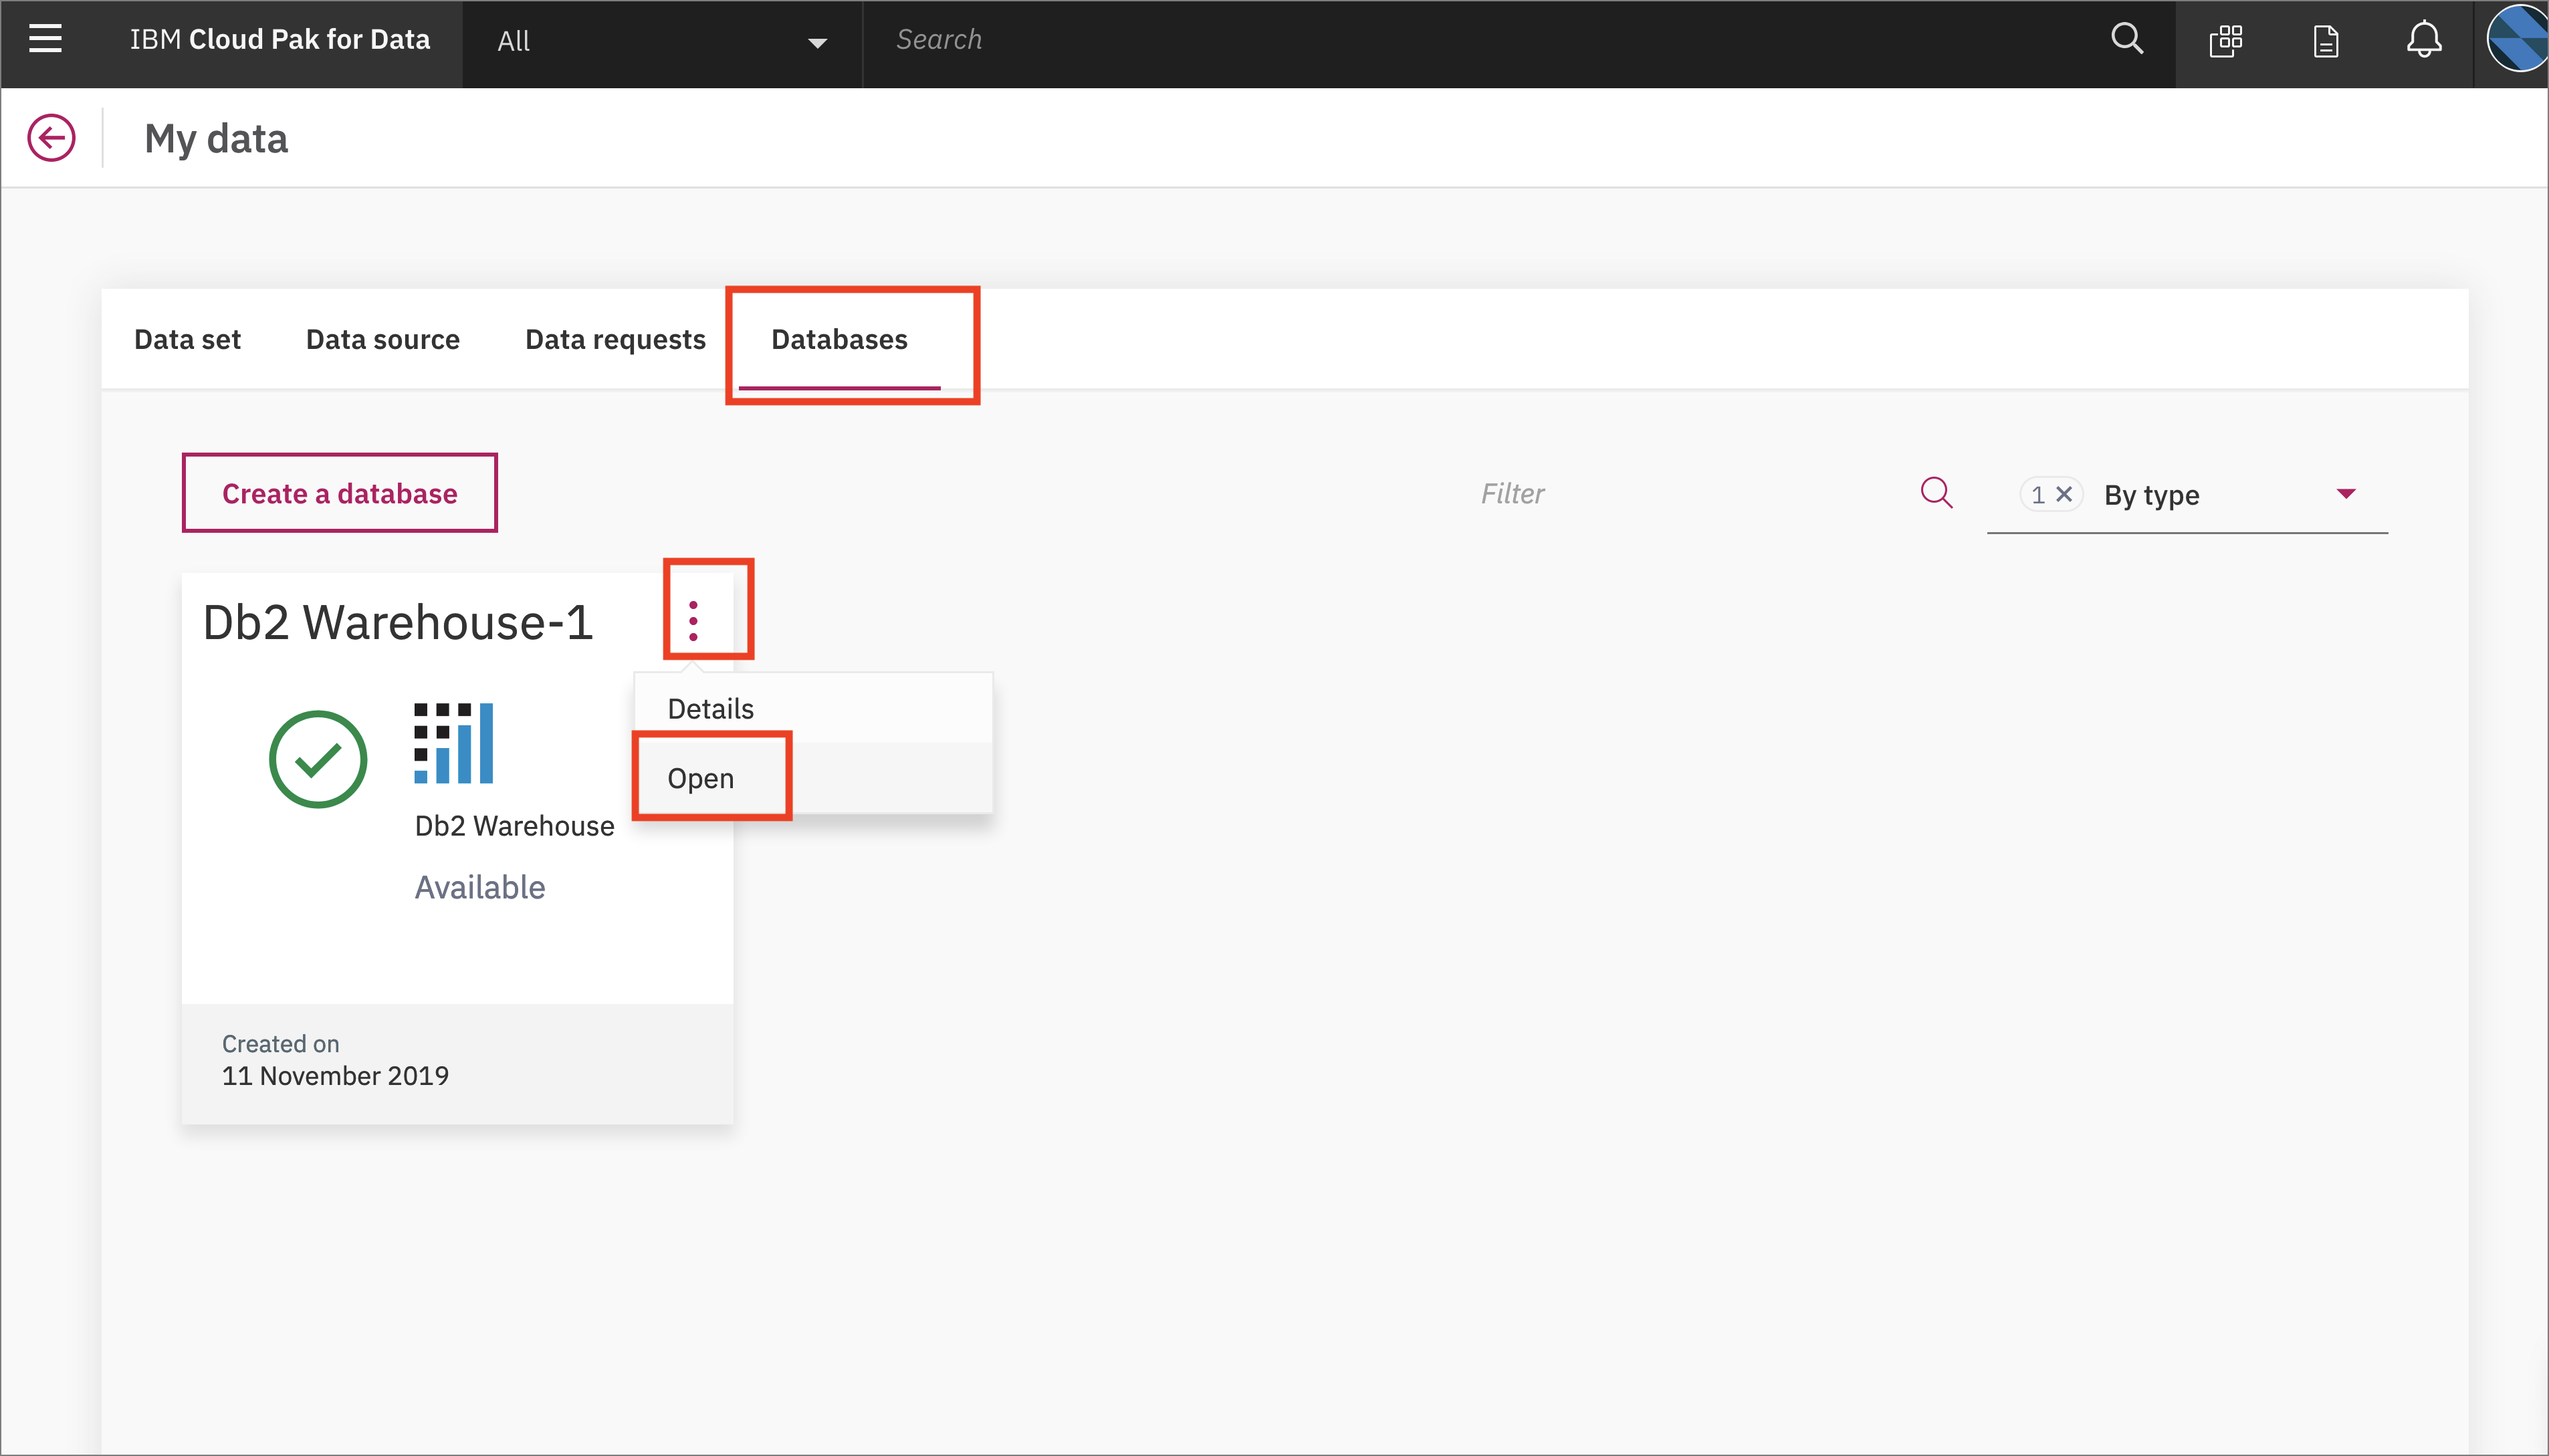 IBM Cloud Pak for Data
All
Search
My data
Data set
Data source
Data requests
Databases
Create a database
Filter
1
By type
Db2 Warehouse-1
Details
Open
Db2 Warehouse
Available
Created on
11 November 2019